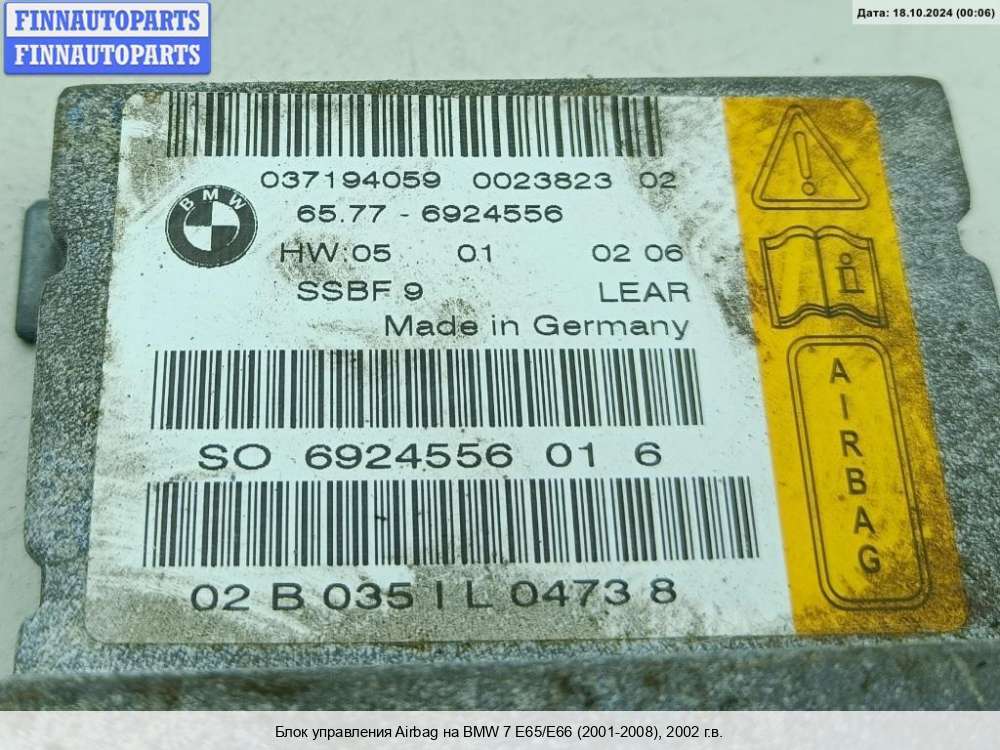 FINNAUTOPARTS
FINNAUTOPARTS
Дата: 18.10.2024 (00:06)
037194059 0023823 02
BMW
65.77 - 6924556
HW:05 01 02 06
SSBF 9 LEAR
Made in Germany
SO 6924556 01 6
02 B 035 1 L 0473 8
AIRBAG
Блок управления Airbag на BMW 7 E65/E66 (2001-2008), 2002 г.в.